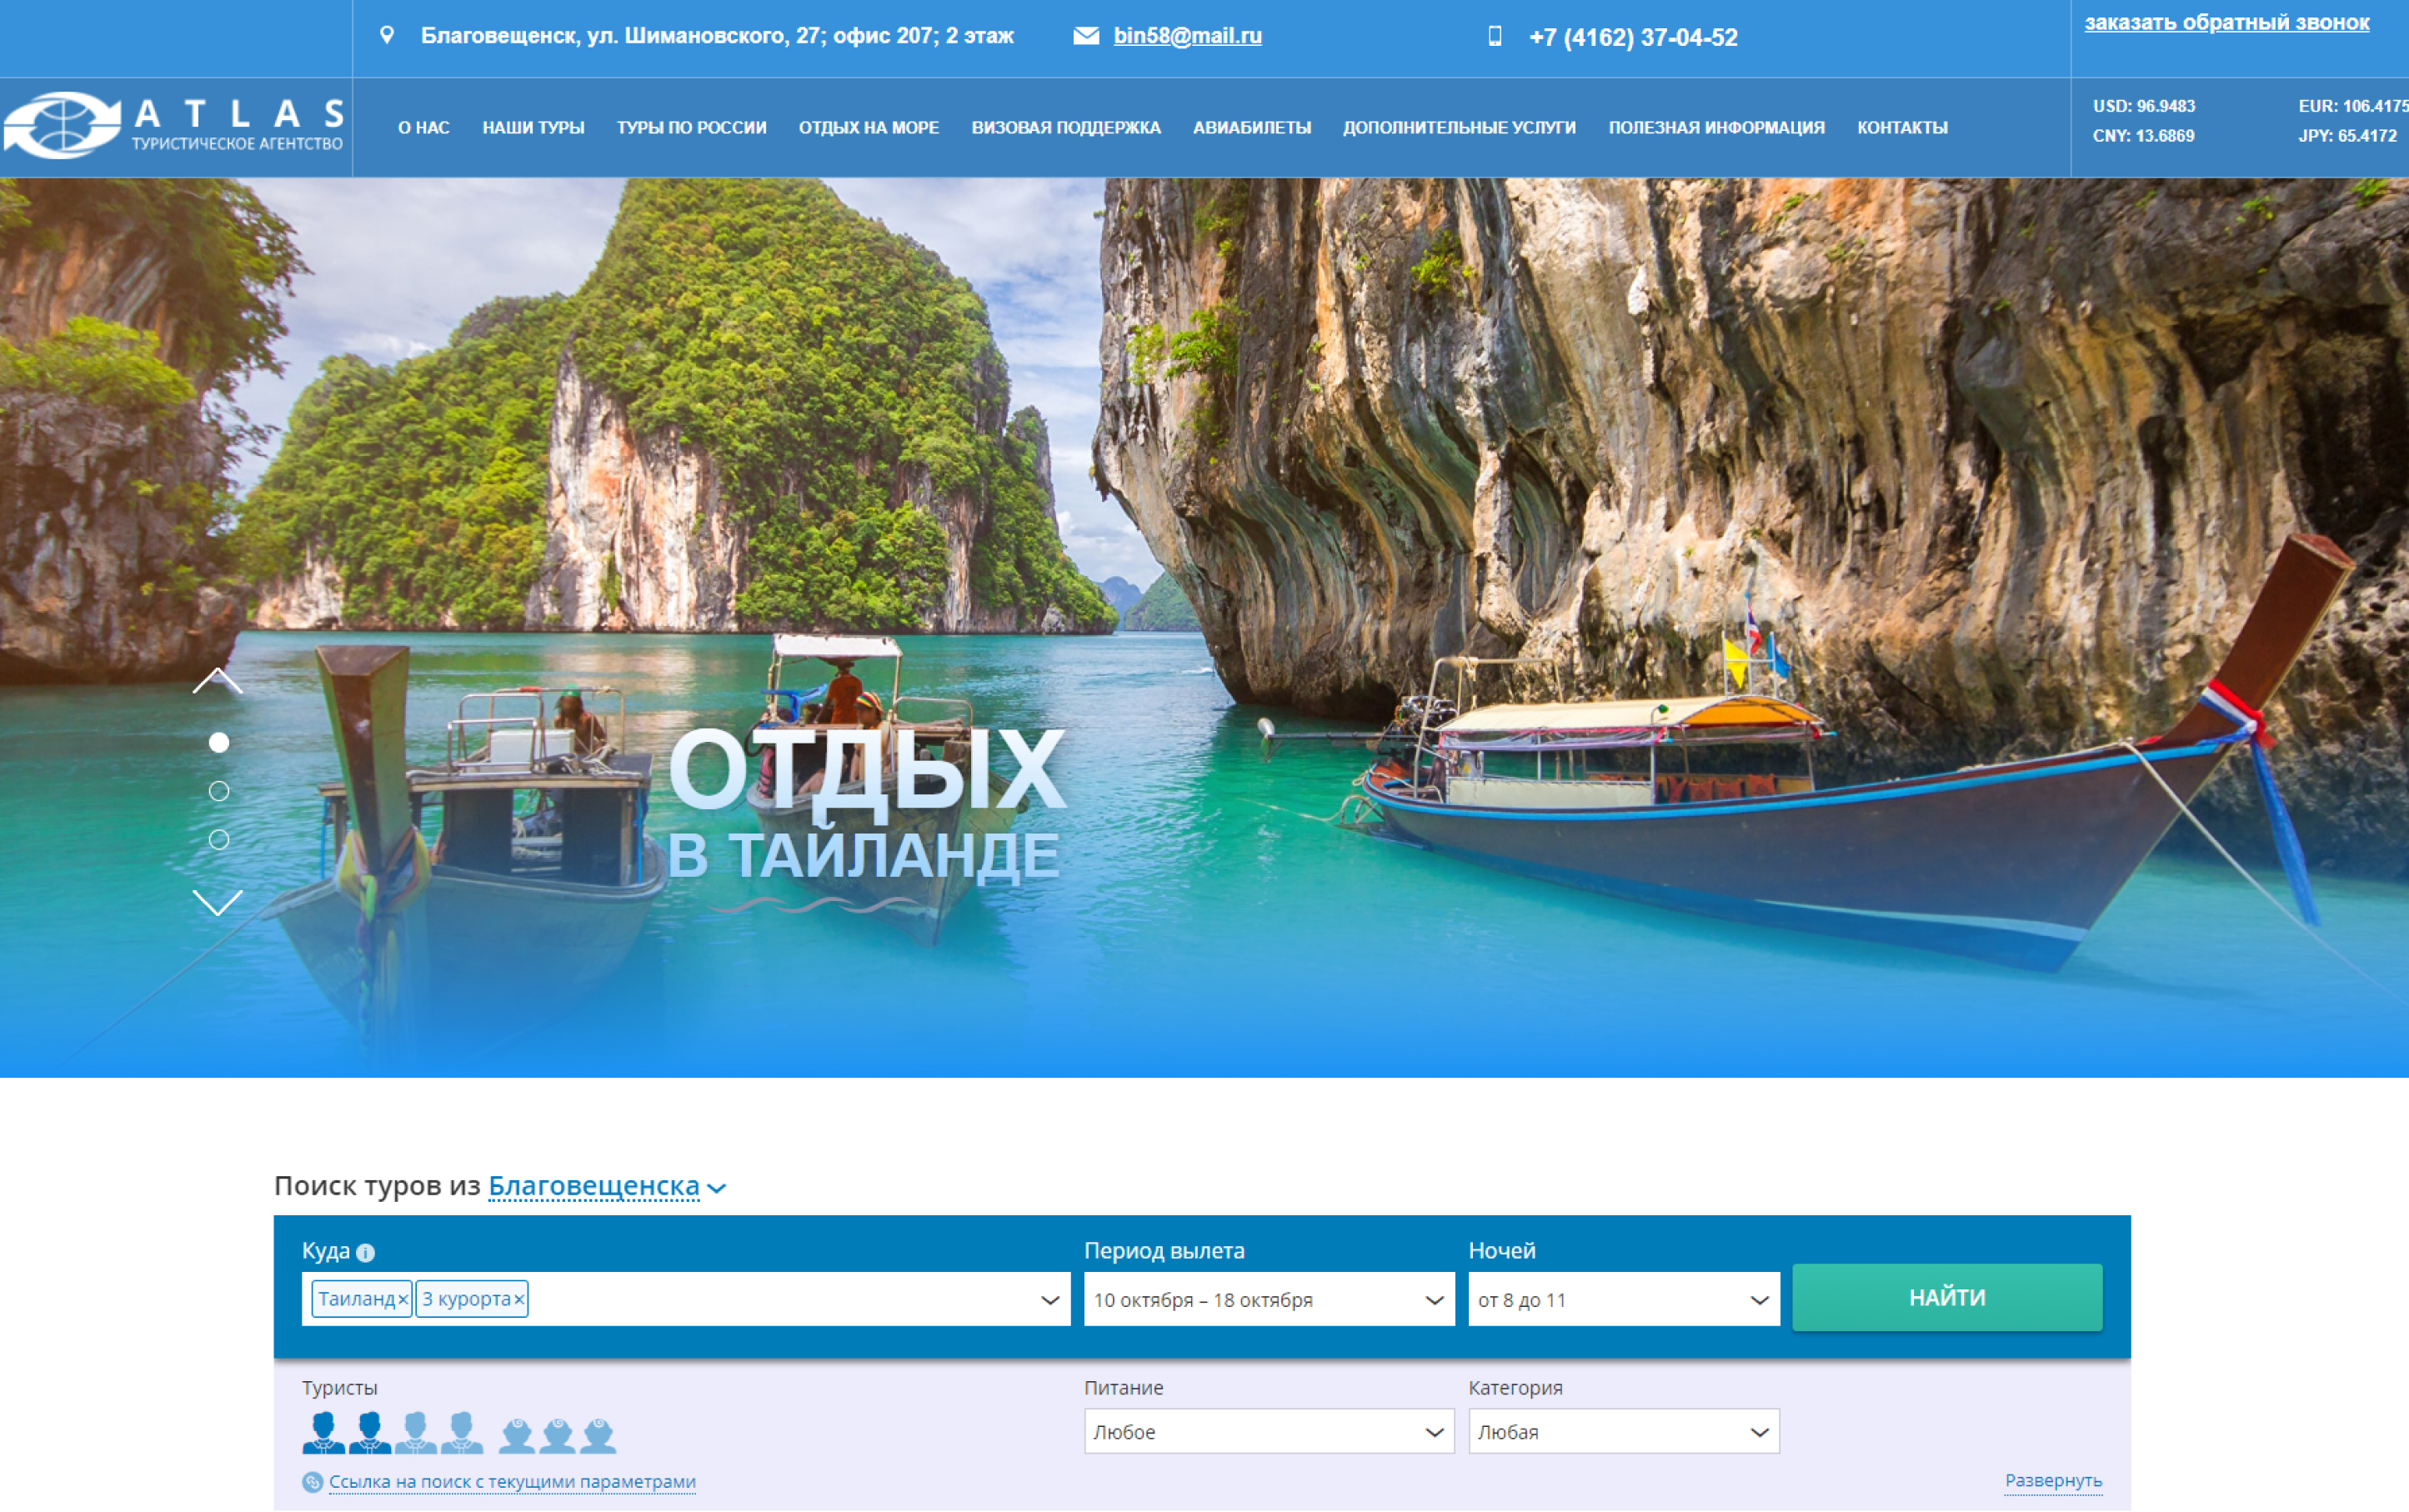 Благовещенск, ул. Шимановского, 27; офис 207; 2 этаж
bin58@mail.ru
+7 (4162) 37-04-52
заказать обратный звонок
ATLAS
ТУРИСТИЧЕСКОЕ АГЕНТСТВО
О НАС НАШИ ТУРЫ ТУРЫ ПО РОССИИ ОТДЫХ НА МОРЕ ВИЗОВАЯ ПОДДЕРЖКА АВИАБИЛЕТЫ ДОПОЛНИТЕЛЬНЫЕ УСЛУГИ ПОЛЕЗНАЯ ИНФОРМАЦИЯ КОНТАКТЫ
USD: 96.9483 EUR: 106.4175
CNY: 13.6869 JPY: 65.4172
ОТДЫХ
В ТАЙЛАНДЕ
Поиск туров из Благовещенска
Куда Период вылета Ночей
Таиланд× 3 курорта× 10 октября – 18 октября от 8 до 11 НАЙТИ
Туристы Питание Категория
Любое Любая
Ссылка на поиск с текущими параметрами Развернуть